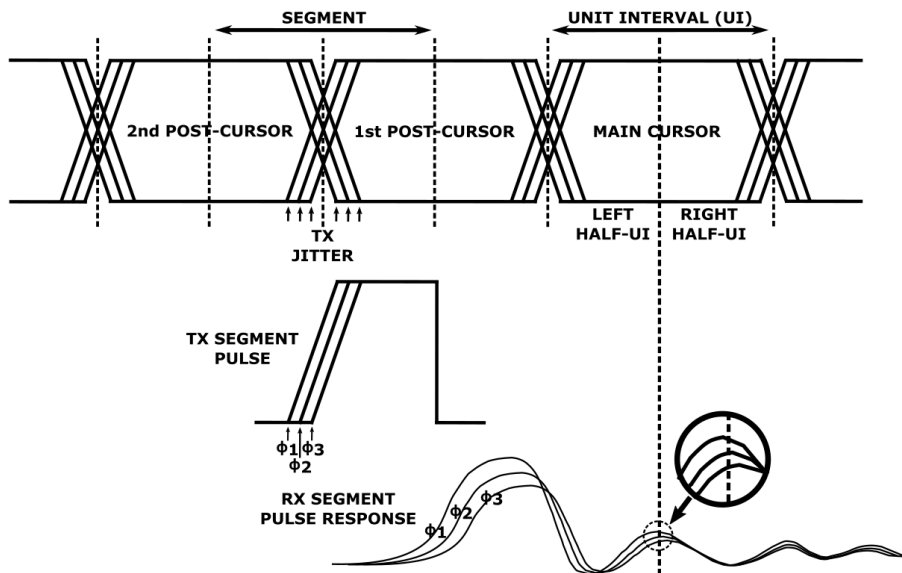 SEGMENT
UNIT INTERVAL (UI)
2nd POST-CURSOR
1st POST-CURSOR
MAIN CURSOR
LEFT
HALF-UI
RIGHT
HALF-UI
TX
JITTER
TX SEGMENT
PULSE
ϕ1 ϕ3
ϕ2
RX SEGMENT
PULSE RESPONSE
ϕ1
ϕ2
ϕ3